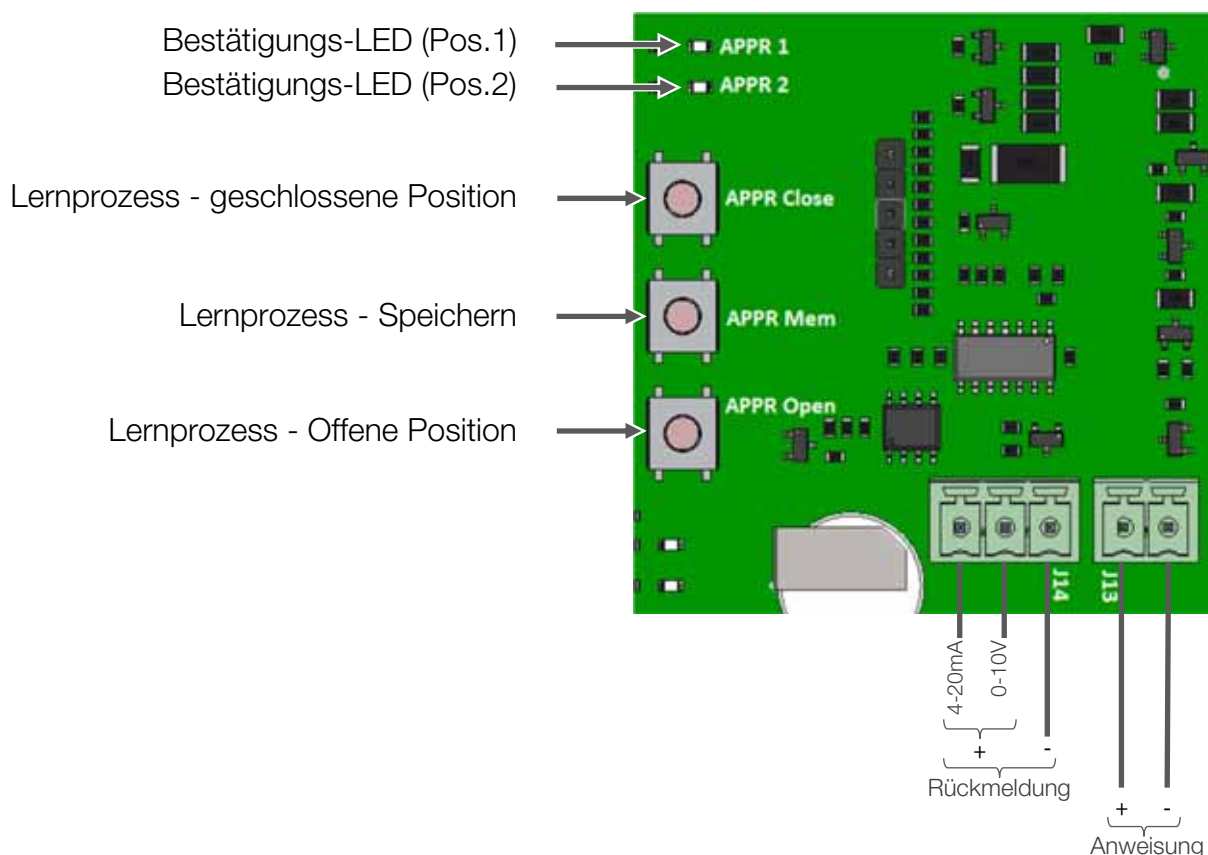 Bestätigungs-LED (Pos.1)
APPR 1
Bestätigungs-LED (Pos.2)
APPR 2
Lernprozess - geschlossene Position
APPR Close
Lernprozess - Speichern
APPR Mem
Lernprozess - Offene Position
APPR Open
J14
J13
4-20mA
0-10V
+
-
Rückmeldung
+
-
Anweisung